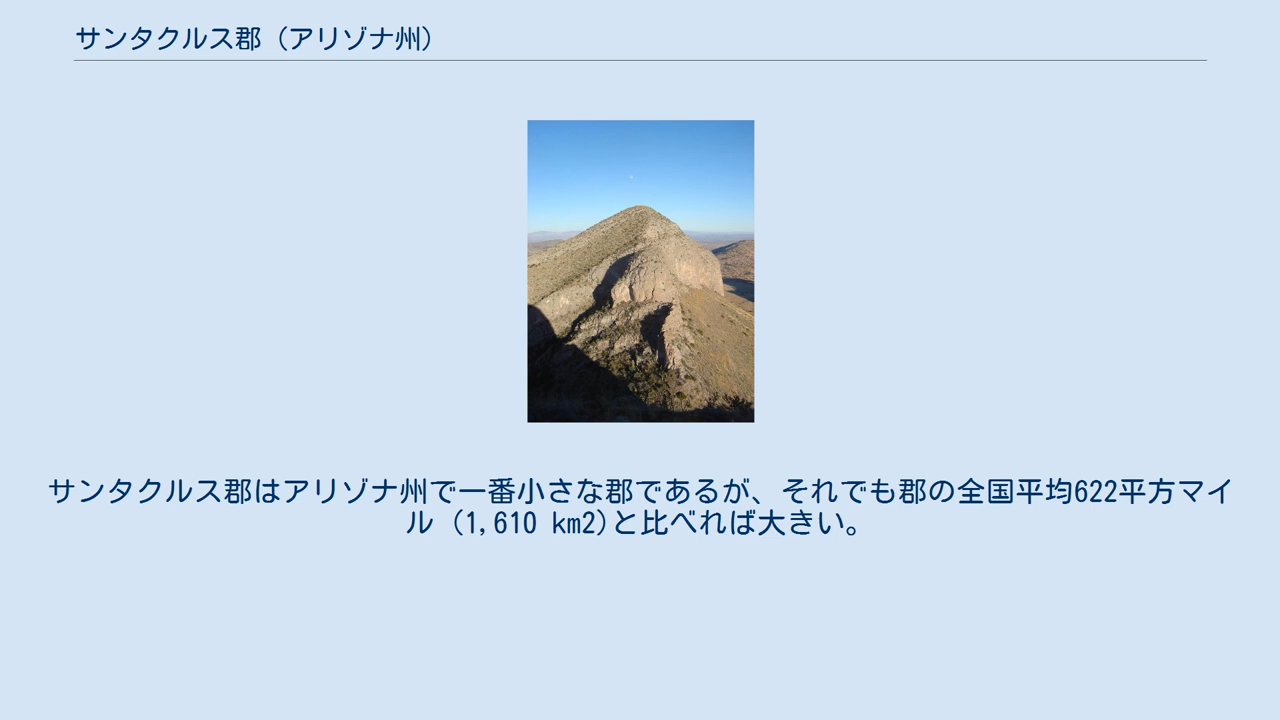 サンタクルス郡 (アリゾナ州)
サンタクルス郡はアリゾナ州で一番小さな郡であるが、それでも郡の全国平均622平方マイ
ル (1,610 km2)と比べれば大きい。